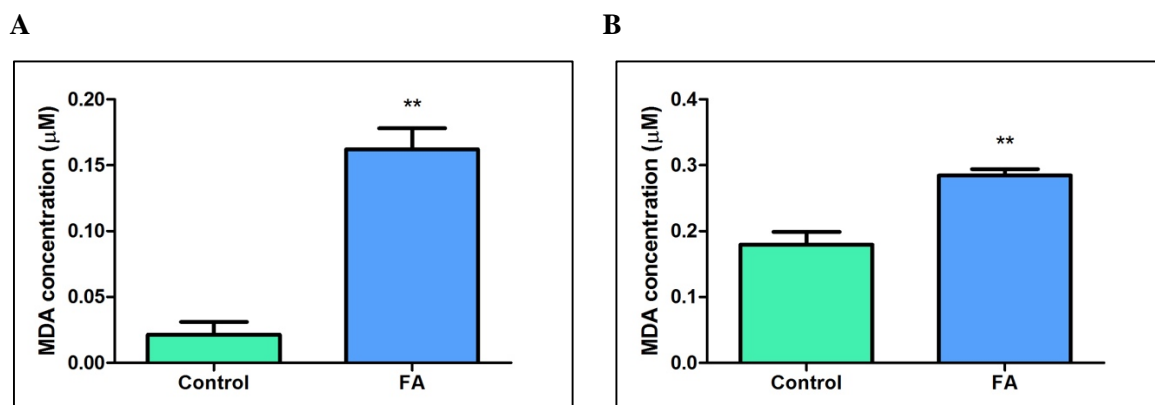 A
MDA concentration (μM)
0.20
0.15
0.10
0.05
0.00
**
Control
FA
B
MDA concentration (μM)
0.4
0.3
0.2
0.1
0.0
**
Control
FA